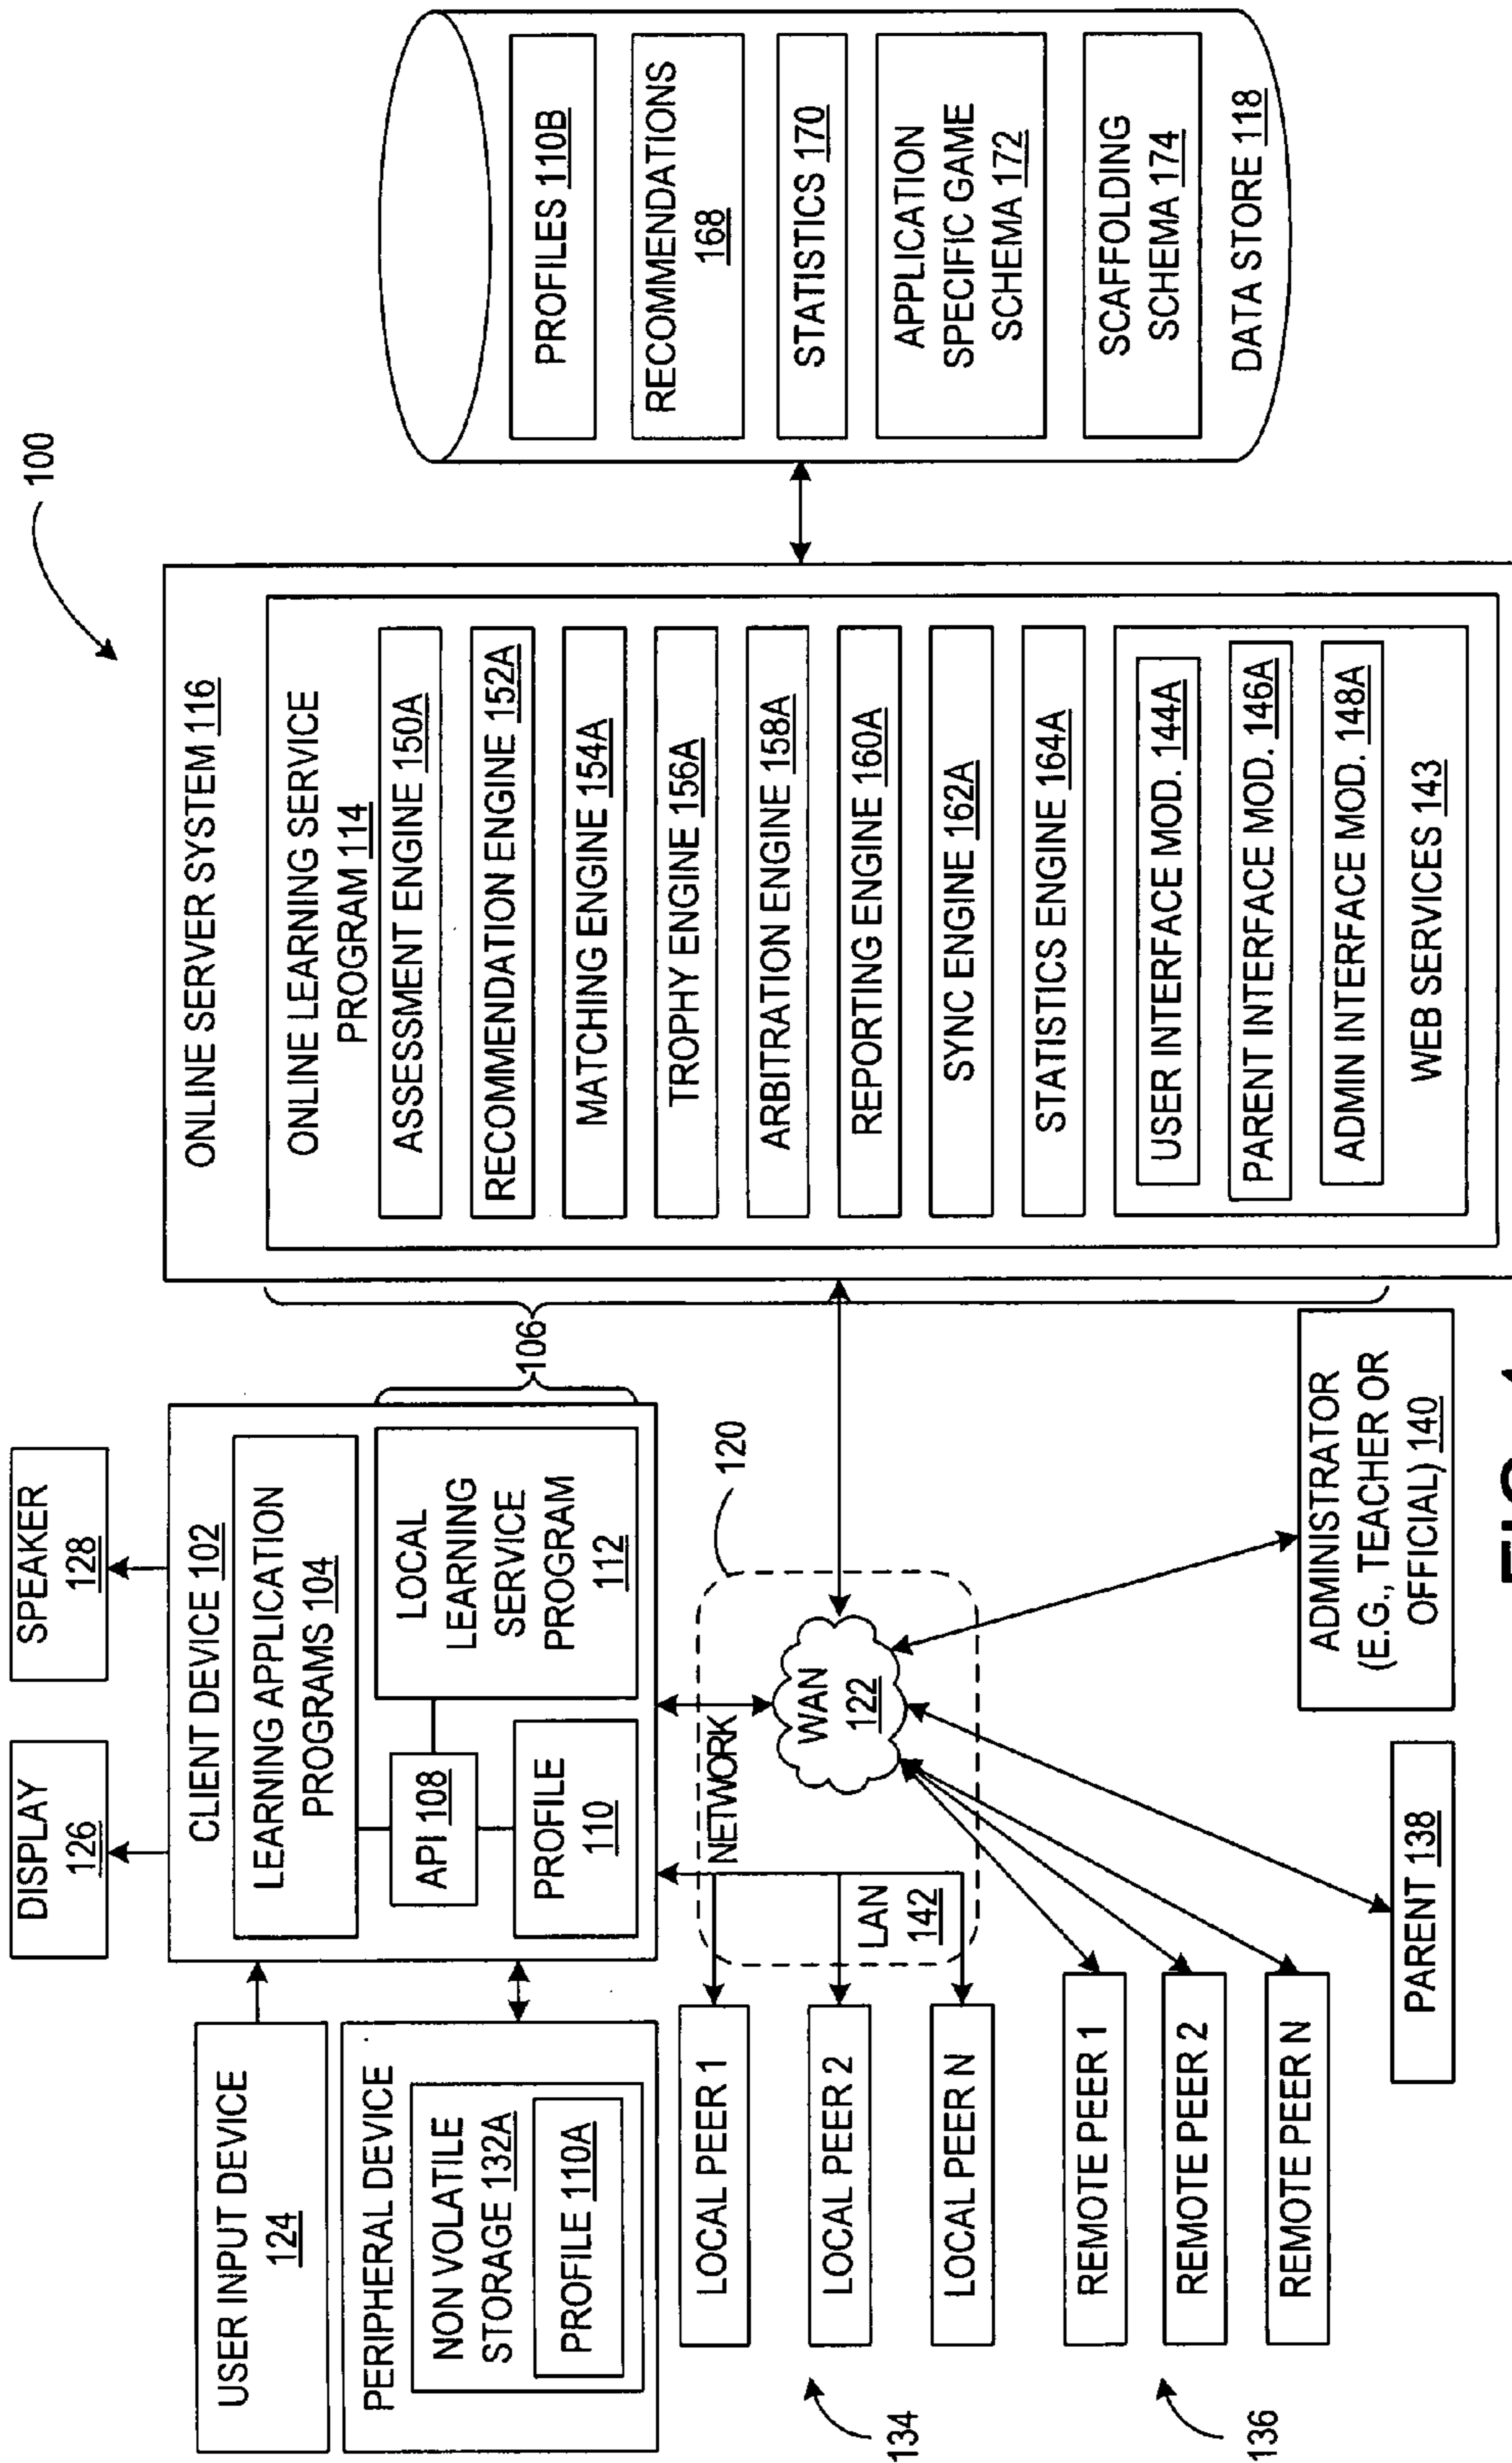 100
DISPLAY
126
SPEAKER
128
USER INPUT DEVICE
124
PERIPHERAL DEVICE
NON VOLATILE
STORAGE 132A
PROFILE 110A
CLIENT DEVICE 102
LEARNING APPLICATION
PROGRAMS 104
API 108
PROFILE
110
LOCAL
LEARNING
SERVICE
PROGRAM
112
106
NETWORK
120
WAN
122
LAN
142
LOCAL PEER 1
LOCAL PEER 2
LOCAL PEER N
134
REMOTE PEER 1
REMOTE PEER 2
REMOTE PEER N
136
PARENT 138
ADMINISTRATOR
(E.G., TEACHER OR
OFFICIAL) 140
ONLINE SERVER SYSTEM 116
ONLINE LEARNING SERVICE
PROGRAM 114
ASSESSMENT ENGINE 150A
RECOMMENDATION ENGINE 152A
MATCHING ENGINE 154A
TROPHY ENGINE 156A
ARBITRATION ENGINE 158A
REPORTING ENGINE 160A
SYNC ENGINE 162A
STATISTICS ENGINE 164A
USER INTERFACE MOD. 144A
PARENT INTERFACE MOD. 146A
ADMIN INTERFACE MOD. 148A
WEB SERVICES 143
PROFILES 110B
RECOMMENDATIONS
168
STATISTICS 170
APPLICATION
SPECIFIC GAME
SCHEMA 172
SCAFFOLDING
SCHEMA 174
DATA STORE 118